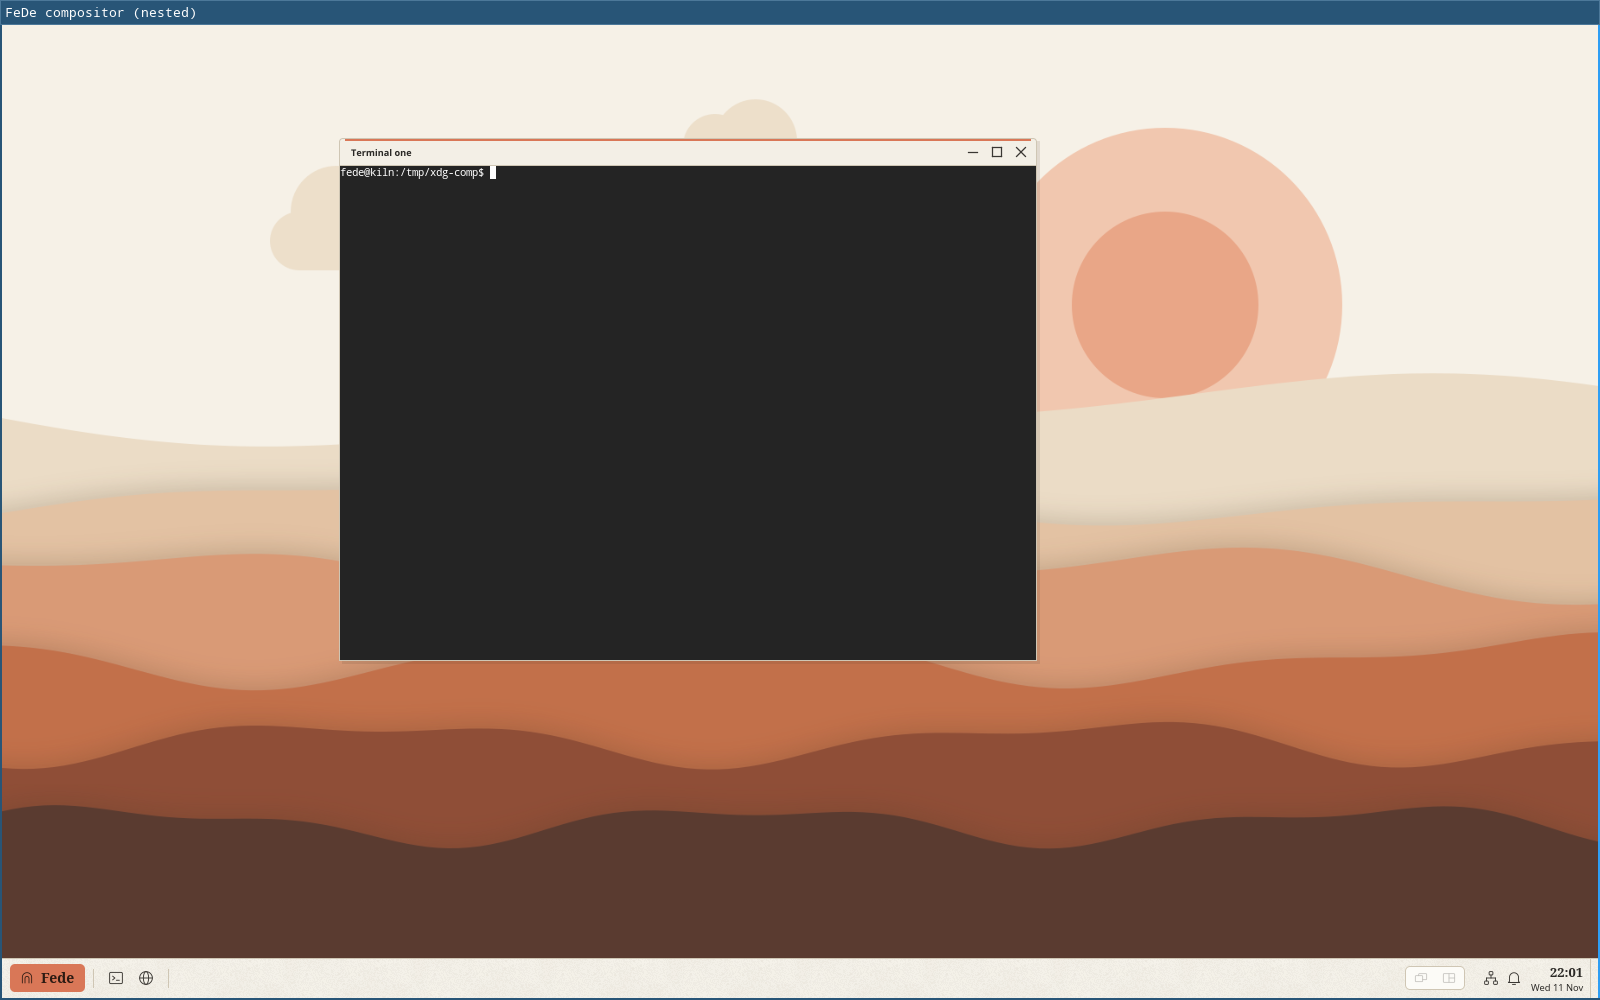 FeDe compositor (nested)
Terminal one
fede@kiln:/tmp/xdg-comp$
Fede
22:01
Wed 11 Nov